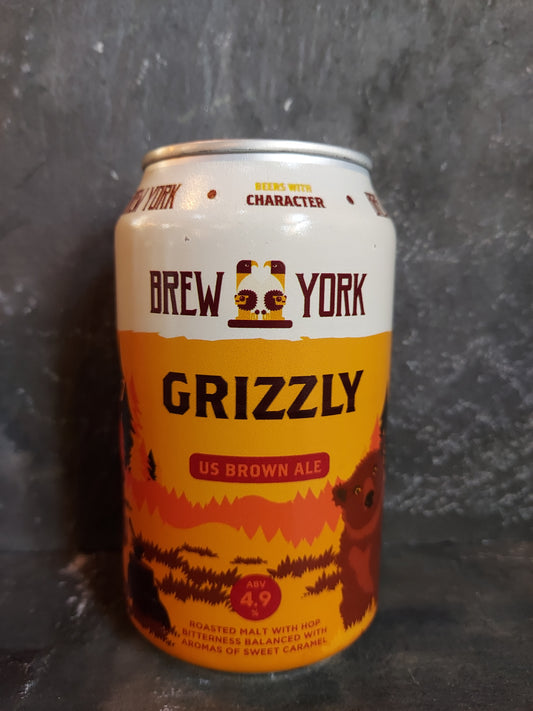 EW YORK • BEERS WITH •
CHARACTER
BREW YORK
GRIZZLY
US BROWN ALE
ABV
4.9
%
ROASTED MALT WITH HOP
BITTERNESS BALANCED WITH
AROMAS OF SWEET CARAMEL